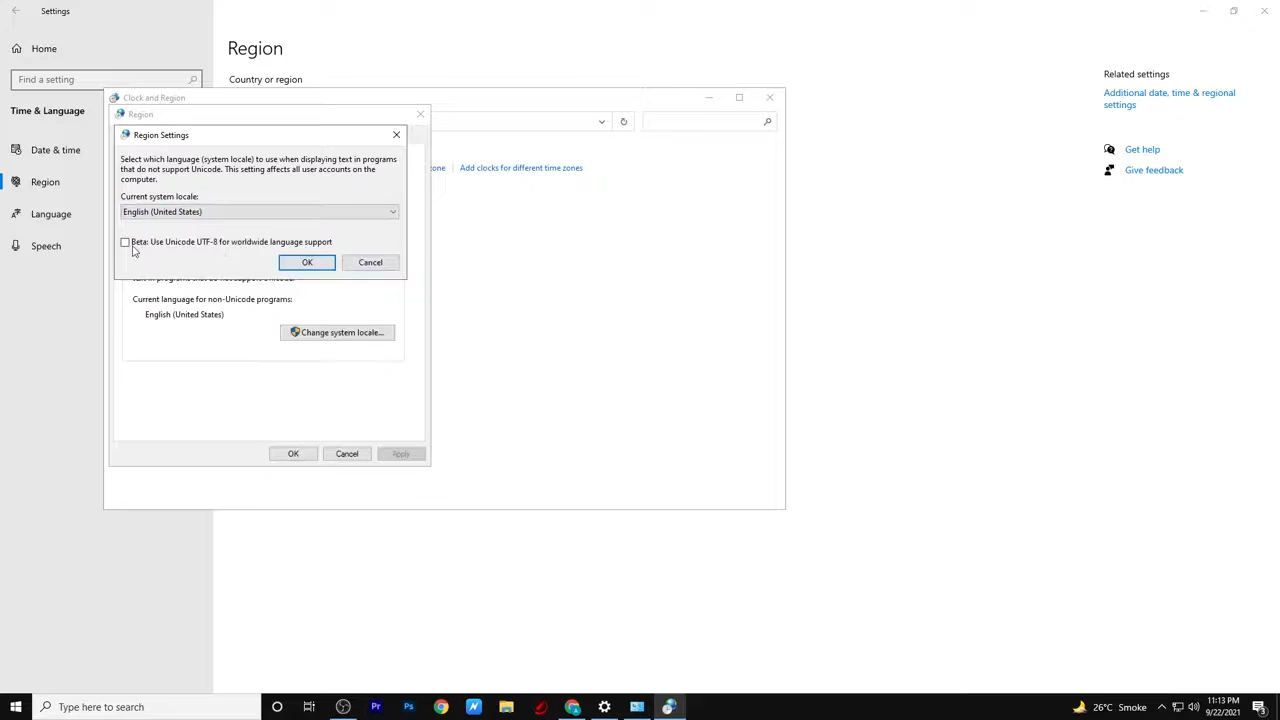 Settings
Home
Find a setting
Time & Language
Date & time
Region
Language
Speech
Region
Country or region
Related settings
Additional date, time & regional
settings
Get help
Give feedback
Clock and Region
Add clocks for different time zones
Region
Region Settings
Select which language (system locale) to use when displaying text in programs
that do not support Unicode. This setting affects all user accounts on the
computer.
Current system locale:
English (United States)
Beta: Use Unicode UTF-8 for worldwide language support
OK
Cancel
Current language for non-Unicode programs:
English (United States)
Change system locale...
OK
Cancel
Apply
Type here to search
Pr
Ps
26°C Smoke
11:13 PM
9/22/2021
3